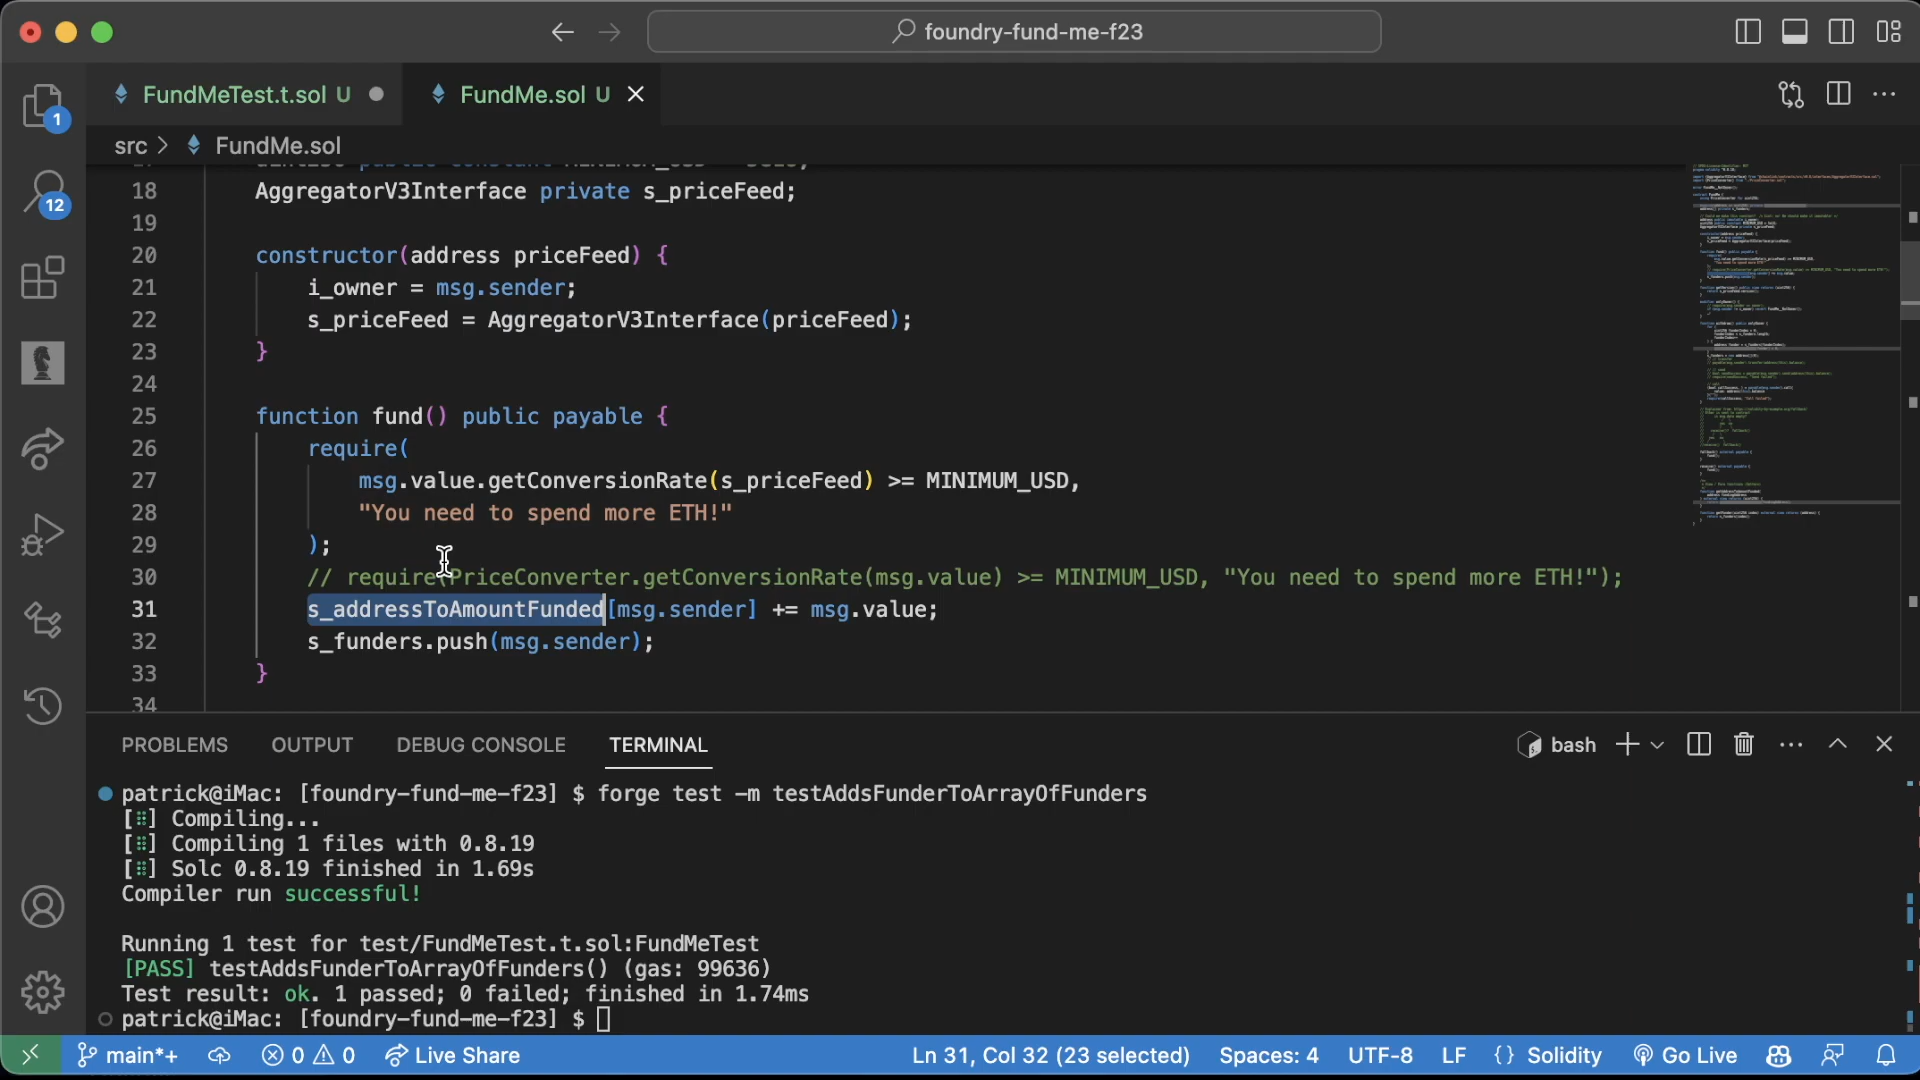 foundry-fund-me-f23
FundMeTest.t.sol U
FundMe.sol U
src > FundMe.sol
1
12
18 AggregatorV3Interface private s_priceFeed;
19
20 constructor(address priceFeed) {
21 i_owner = msg.sender;
22 s_priceFeed = AggregatorV3Interface(priceFeed);
23 }
24
25 function fund() public payable {
26 require(
27 msg.value.getConversionRate(s_priceFeed) >= MINIMUM_USD,
28 "You need to spend more ETH!"
29 );
30 // require(PriceConverter.getConversionRate(msg.value) >= MINIMUM_USD, "You need to spend more ETH!");
31 s_addressToAmountFunded[msg.sender] += msg.value;
32 s_funders.push(msg.sender);
33 }
34
PROBLEMS OUTPUT DEBUG CONSOLE TERMINAL
bash
patrick@iMac: [foundry-fund-me-f23] $ forge test -m testAddsFunderToArrayOfFunders
[⠿] Compiling...
[⠿] Compiling 1 files with 0.8.19
[⠿] Solc 0.8.19 finished in 1.69s
Compiler run successful!
Running 1 test for test/FundMeTest.t.sol:FundMeTest
[PASS] testAddsFunderToArrayOfFunders() (gas: 99636)
Test result: ok. 1 passed; 0 failed; finished in 1.74ms
patrick@iMac: [foundry-fund-me-f23] $
main*+ 0 0 Live Share Ln 31, Col 32 (23 selected) Spaces: 4 UTF-8 LF {} Solidity Go Live